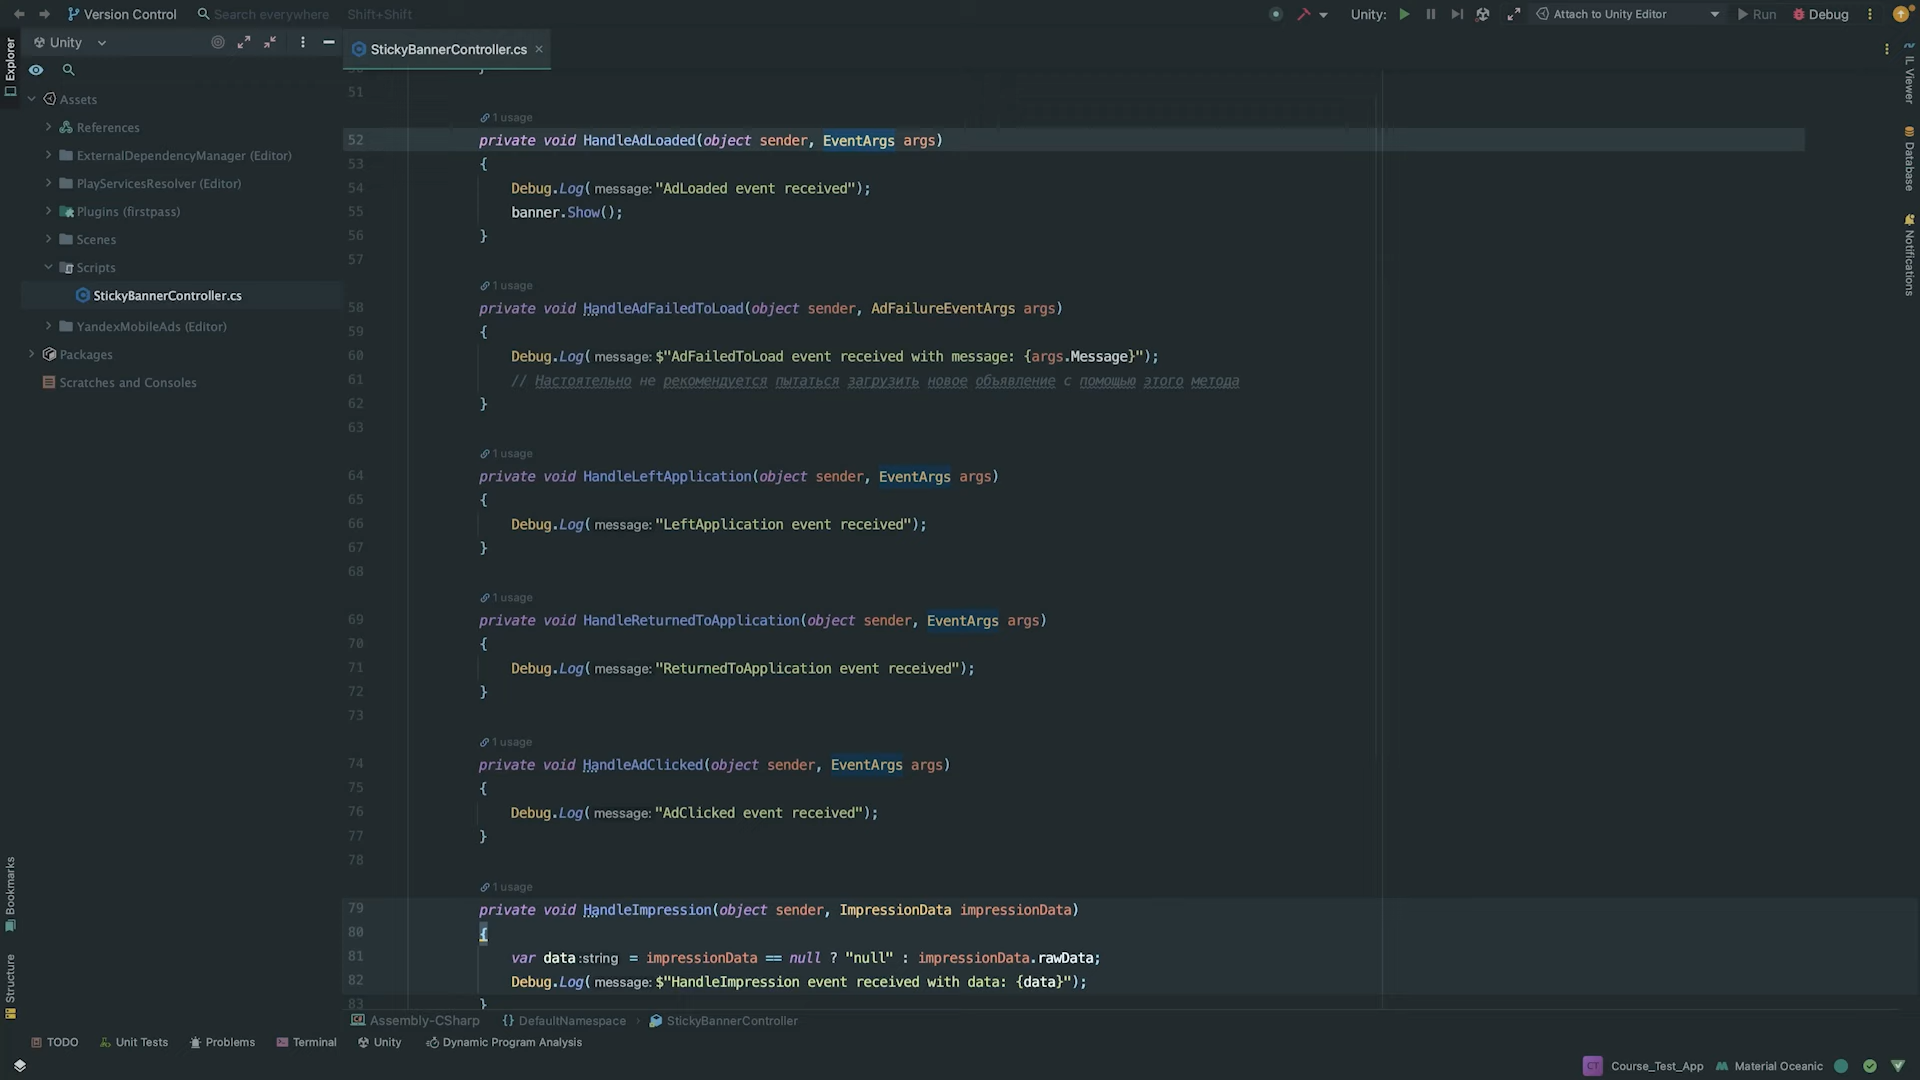 Version Control
Search everywhere
Shift+Shift
Unity:
Attach to Unity Editor
Run
Debug
Explorer
Unity
StickyBannerController.cs
Assets
References
ExternalDependencyManager (Editor)
PlayServicesResolver (Editor)
Plugins (firstpass)
Scenes
Scripts
StickyBannerController.cs
YandexMobileAds (Editor)
Packages
Scratches and Consoles
51
1 usage
52 private void HandleAdLoaded(object sender, EventArgs args)
53 {
54 Debug.Log( message: "AdLoaded event received");
55 banner.Show();
56 }
57
1 usage
58 private void HandleAdFailedToLoad(object sender, AdFailureEventArgs args)
59 {
60 Debug.Log( message: $"AdFailedToLoad event received with message: {args.Message}");
61 // Настоятельно не рекомендуется пытаться загрузить новое объявление с помощью этого метода
62 }
63
1 usage
64 private void HandleLeftApplication(object sender, EventArgs args)
65 {
66 Debug.Log( message: "LeftApplication event received");
67 }
68
1 usage
69 private void HandleReturnedToApplication(object sender, EventArgs args)
70 {
71 Debug.Log( message: "ReturnedToApplication event received");
72 }
73
1 usage
74 private void HandleAdClicked(object sender, EventArgs args)
75 {
76 Debug.Log( message: "AdClicked event received");
77 }
78
1 usage
79 private void HandleImpression(object sender, ImpressionData impressionData)
80 {
81 var data:string = impressionData == null ? "null" : impressionData.rawData;
82 Debug.Log( message: $"HandleImpression event received with data: {data}");
83 }
IL Viewer
Database
Notifications
Bookmarks
Structure
Assembly-CSharp
{} DefaultNamespace
StickyBannerController
TODO
Unit Tests
Problems
Terminal
Unity
Dynamic Program Analysis
CT
Course_Test_App
Material Oceanic